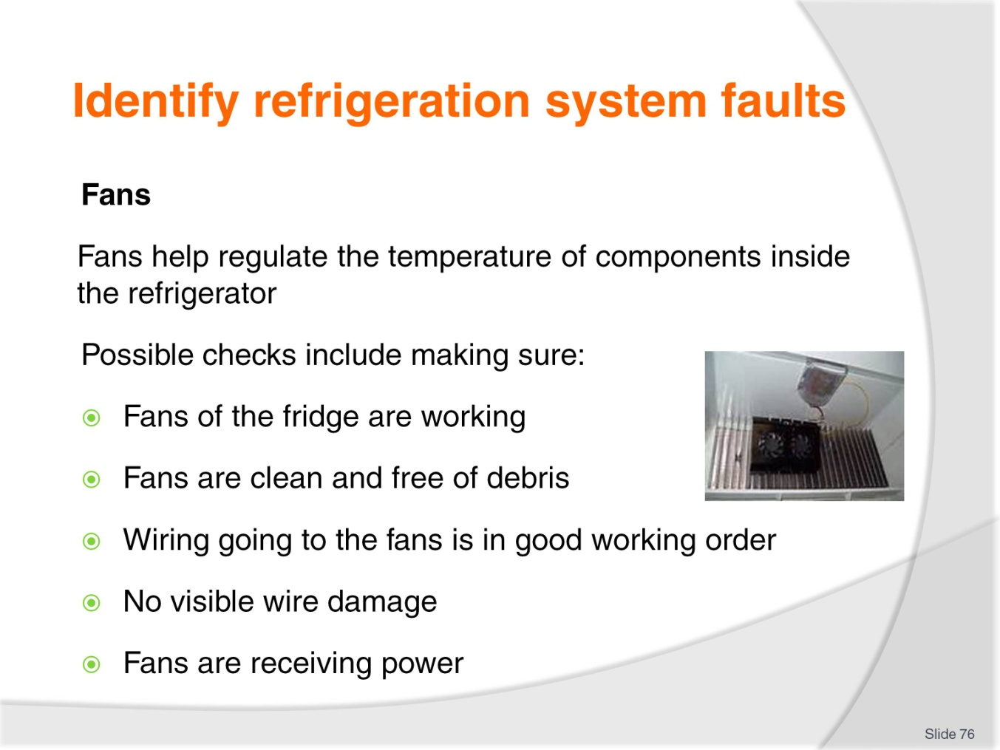 Identify refrigeration system faults
Fans
Fans help regulate the temperature of components inside
the refrigerator
Possible checks include making sure:
Fans of the fridge are working
Fans are clean and free of debris
Wiring going to the fans is in good working order
No visible wire damage
Fans are receiving power
Slide 76